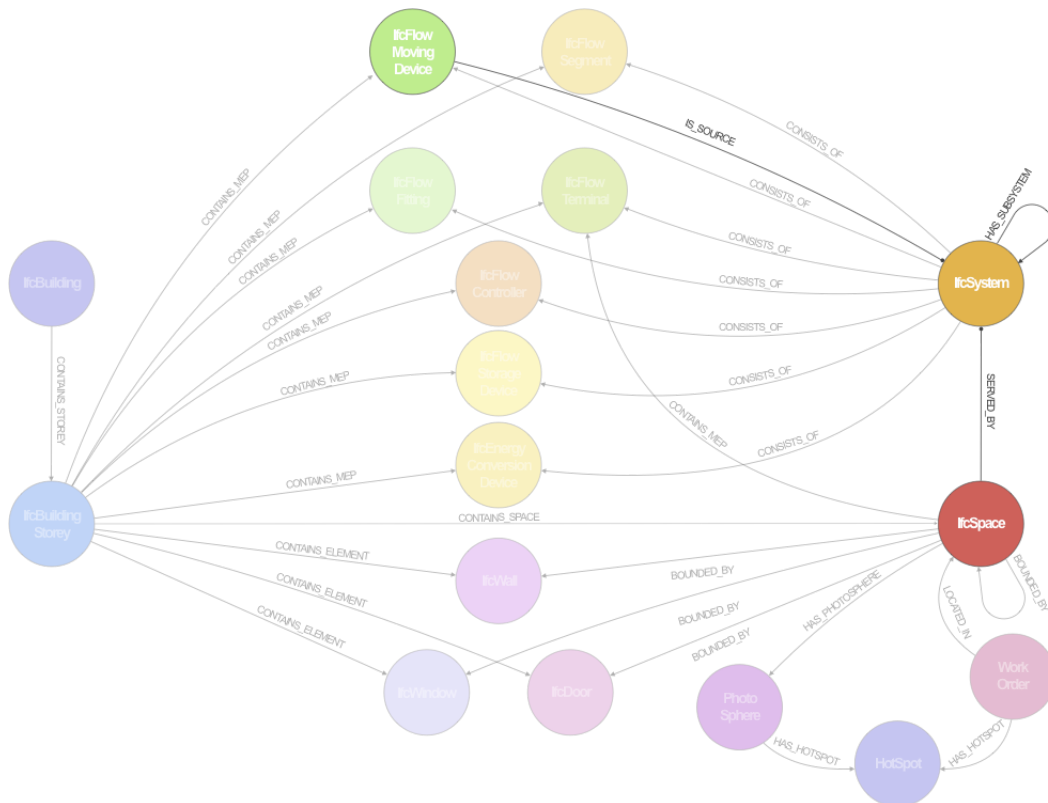 IfcFlow
Moving
Device
IfcFlow
Segment
IS_SOURCE
CONSISTS_OF
CONTAINS_MEP
CONTAINS_MEP
CONTAINS_MEP
IfcFlow
Fitting
IfcFlow
Terminal
CONSISTS_OF
HAS_SUBSYSTEM
CONSISTS_OF
IfcBuilding
CONTAINS_MEP
IfcFlow
Controller
CONSISTS_OF
IfcSystem
CONTAINS_MEP
CONSISTS_OF
IfcFlow
Storage
Device
CONTAINS_MEP
CONSISTS_OF
SERVED_BY
CONTAINS_STOREY
CONTAINS_MEP
IfcEnergy
Conversion
Device
CONTAINS_MEP
CONSISTS_OF
IfcBuilding
Storey
CONTAINS_SPACE
IfcSpace
CONTAINS_ELEMENT
IfcWall
BOUNDED_BY
BOUNDED_BY
CONTAINS_ELEMENT
BOUNDED_BY
HAS_PHOTOSPHERE
LOCATED_IN
CONTAINS_ELEMENT
BOUNDED_BY
IfcWindow
IfcDoor
Photo
Sphere
Work
Order
HAS_HOTSPOT
HotSpot
HAS_HOTSPOT